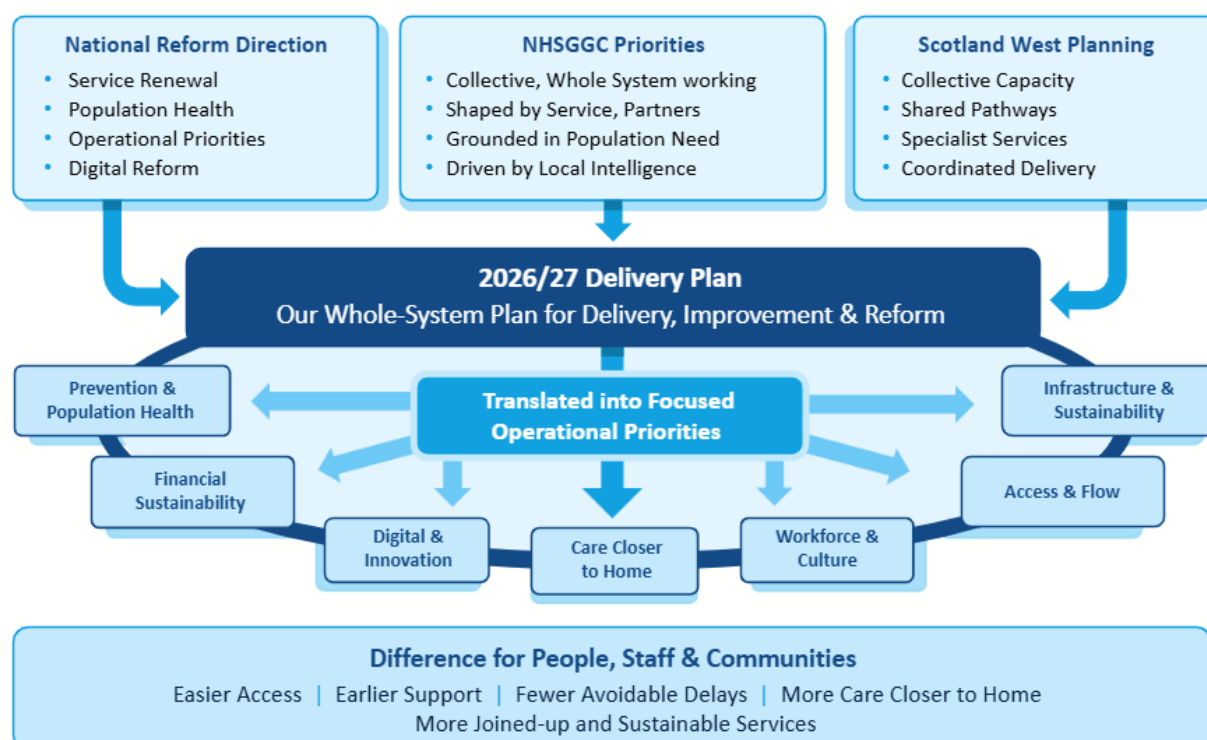 National Reform Direction
• Service Renewal
• Population Health
• Operational Priorities
• Digital Reform
NHSGGC Priorities
• Collective, Whole System working
• Shaped by Service, Partners
• Grounded in Population Need
• Driven by Local Intelligence
Scotland West Planning
• Collective Capacity
• Shared Pathways
• Specialist Services
• Coordinated Delivery
2026/27 Delivery Plan
Our Whole-System Plan for Delivery, Improvement & Reform
Translated into Focused
Operational Priorities
Prevention &
Population Health
Financial
Sustainability
Digital &
Innovation
Care Closer
to Home
Workforce &
Culture
Access & Flow
Infrastructure &
Sustainability
Difference for People, Staff & Communities
Easier Access | Earlier Support | Fewer Avoidable Delays | More Care Closer to Home
More Joined-up and Sustainable Services